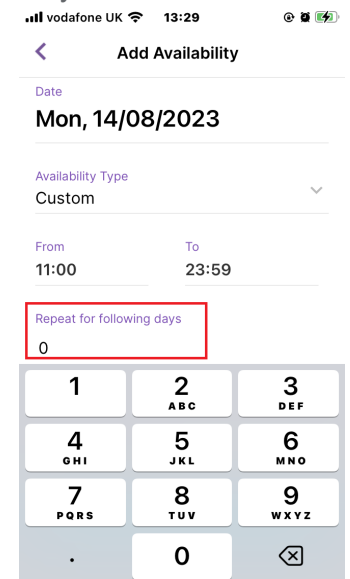 vodafone UK 13:29
Add Availability
Date
Mon, 14/08/2023
Availability Type
Custom
From To
11:00 23:59
Repeat for following days
0
1 2 3
ABC DEF
4 5 6
GHI JKL MNO
7 8 9
PQRS TUV WXYZ
. 0